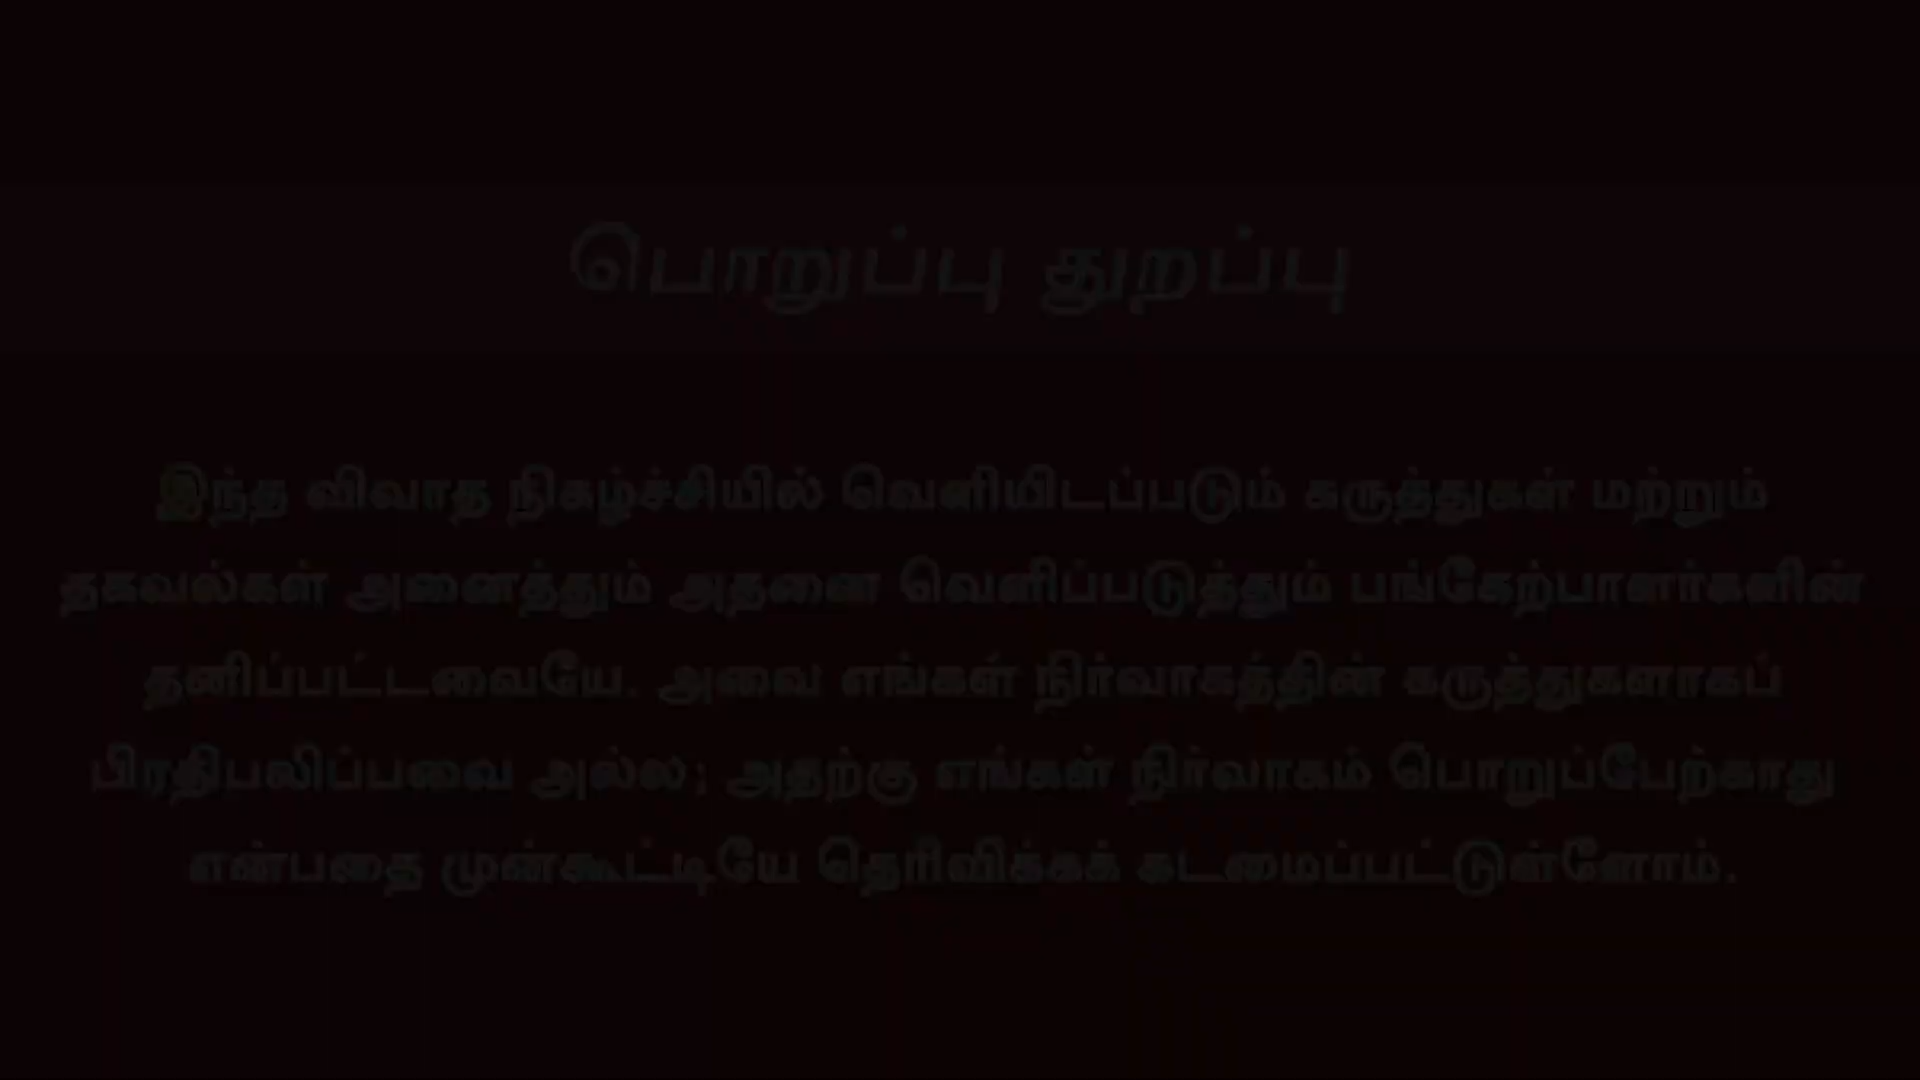 பொறுப்பு துறப்பு
இந்த விவாத நிகழ்ச்சியில் வெளியிடப்படும் கருத்துகள் மற்றும்
தகவல்கள் அனைத்தும் அதனை வெளிப்படுத்தும் பங்கேற்பாளர்களின்
தனிப்பட்டவையே. அவை எங்கள் நிர்வாகத்தின் கருத்துகளாகப்
பிரதிபலிப்பவை அல்ல; அதற்கு எங்கள் நிர்வாகம் பொறுப்பேற்காது
என்பதை முன்கூட்டியே தெரிவிக்கக் கடமைப்பட்டுள்ளோம்.